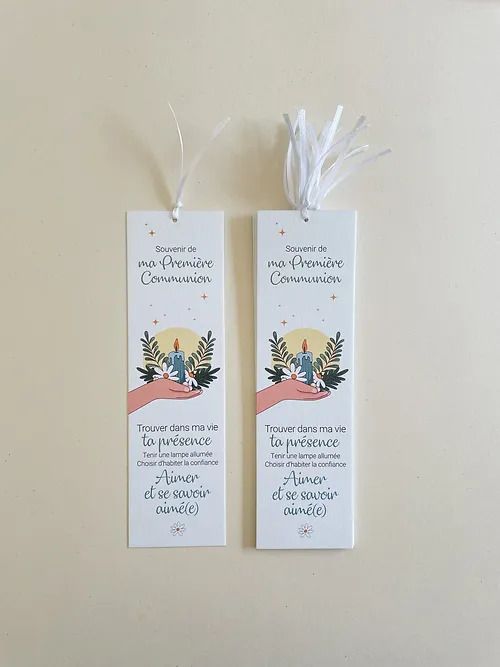 Souvenir de
ma Première
Communion
Trouver dans ma vie
ta présence
Tenir une lampe allumée
Choisir d'habiter la confiance
Aimer
et se savoir
aimé(e)
Souvenir de
ma Première
Communion
Trouver dans ma vie
ta présence
Tenir une lampe allumée
Choisir d'habiter la confiance
Aimer
et se savoir
aimé(e)